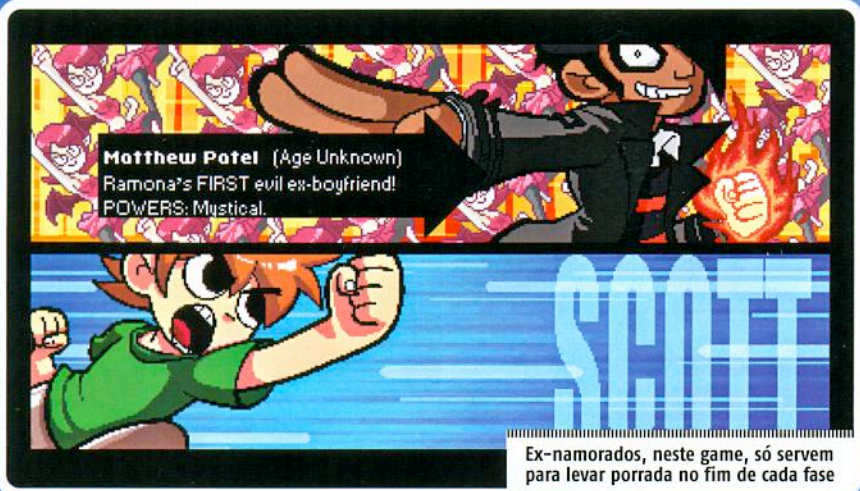 Matthew Patel (Age Unknown)
Ramona's FIRST evil ex-boyfriend!
POWERS: Mystical.
SCOTT
Ex-namorados, neste game, só servem
para levar porrada no fim de cada fase